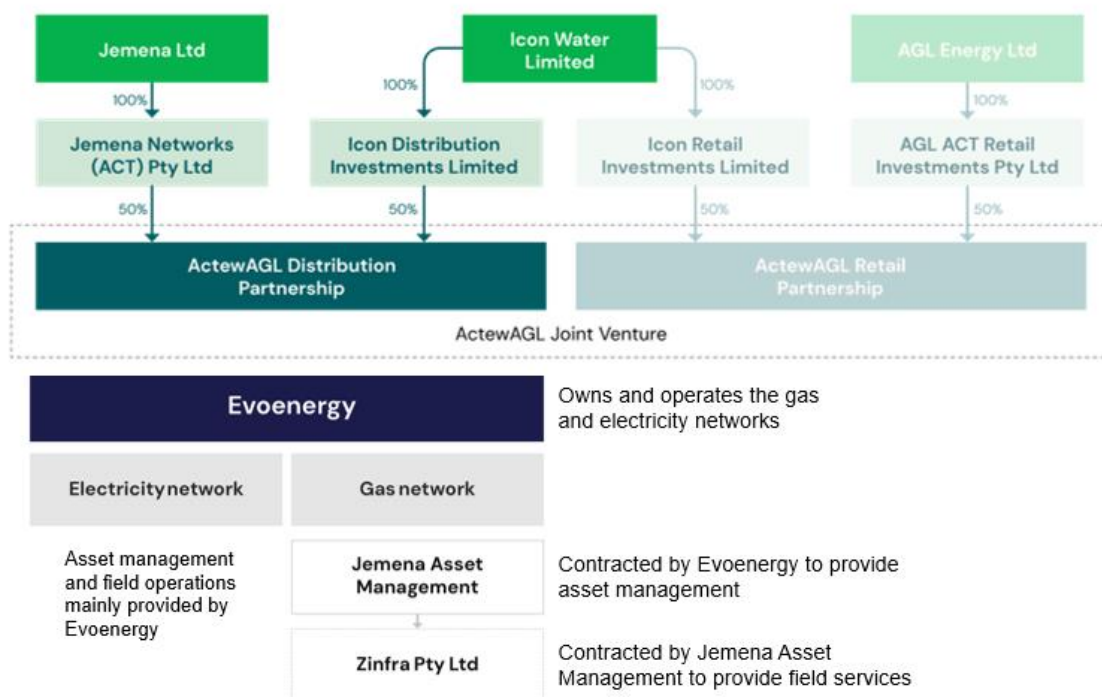 Jemena Ltd
Icon Water
Limited
AGL Energy Ltd
100%
100%
100%
100%
Jemena Networks
(ACT) Pty Ltd
Icon Distribution
Investments Limited
Icon Retail
Investments Limited
AGL ACT Retail
Investments Pty Ltd
50%
50%
50%
50%
ActewAGL Distribution
Partnership
ActewAGL Retail
Partnership
ActewAGL Joint Venture
Evoenergy
Owns and operates the gas
and electricity networks
Electricity network
Gas network
Asset management
and field operations
mainly provided by
Evoenergy
Jemena Asset
Management
Contracted by Evoenergy to provide
asset management
Zinfra Pty Ltd
Contracted by Jemena Asset
Management to provide field services